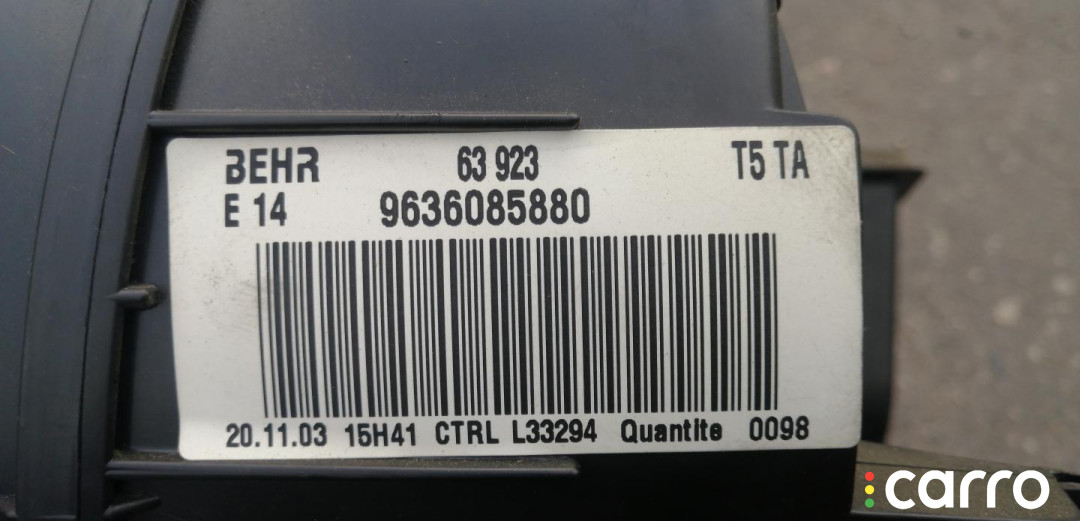 BEHR 63 923 T5 TA
E 14 9636085880
20.11.03 15H41 CTRL L33294 Quantite 0098
carro